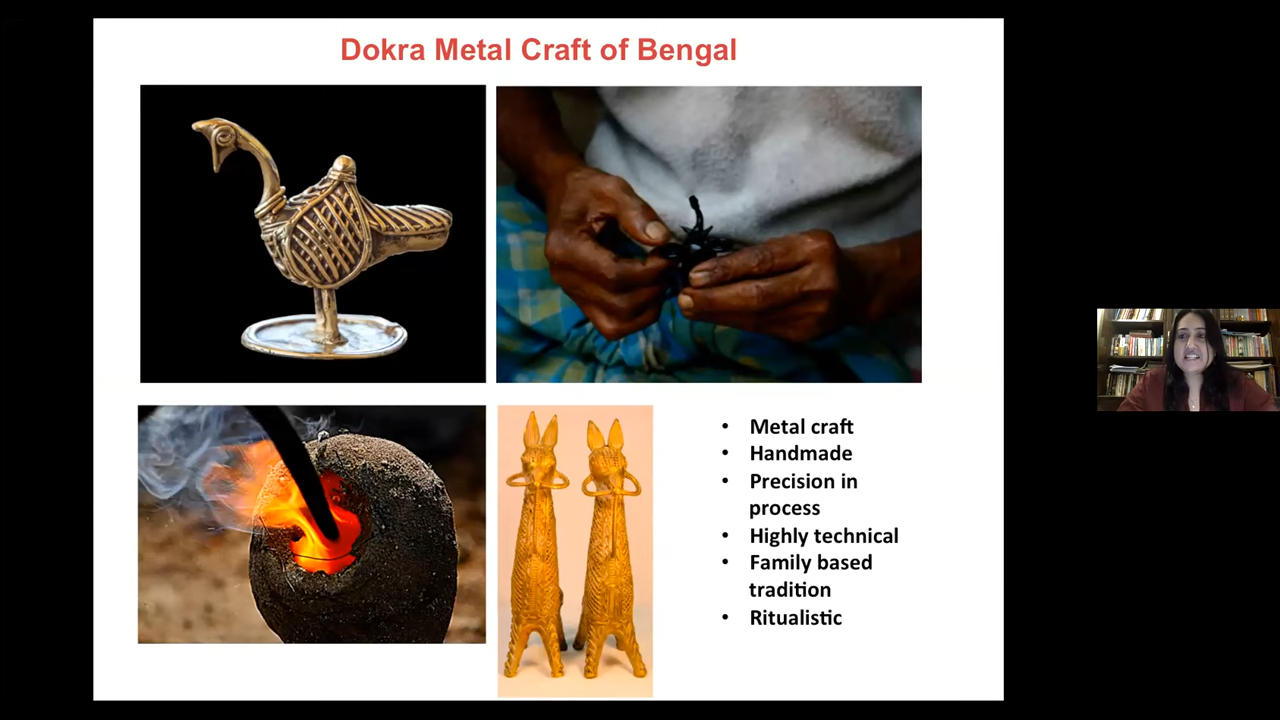 Dokra Metal Craft of Bengal
• Metal craft
• Handmade
• Precision in
process
• Highly technical
• Family based
tradition
• Ritualistic